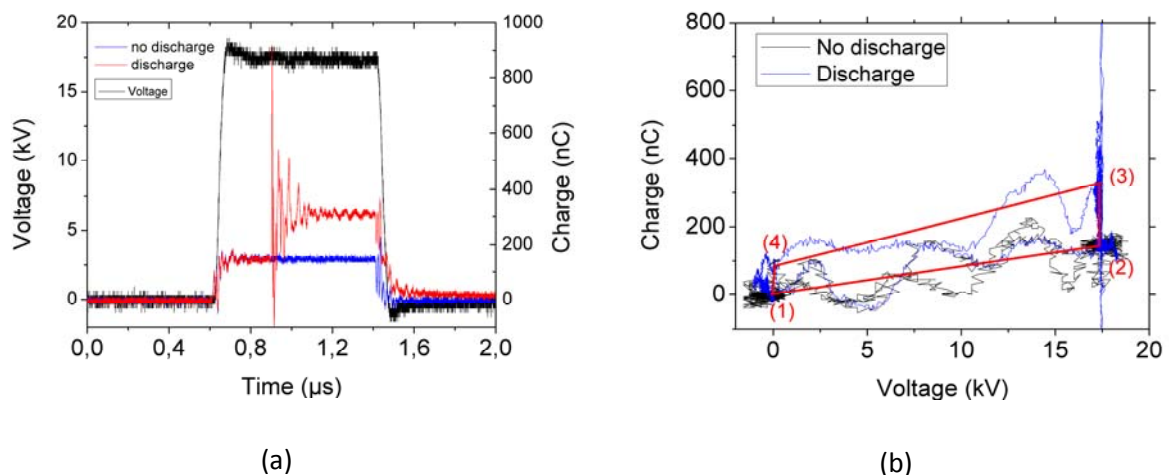 20
15
10
5
0
Voltage (kV)
no discharge
discharge
Voltage
1000
800
600
400
200
0
Charge (nC)
0,0 0,4 0,8 1,2 1,6 2,0
Time (µs)
(a)
800
600
400
200
0
Charge (nC)
No discharge
Discharge
(3)
(4)
(2)
(1)
0 5 10 15 20
Voltage (kV)
(b)